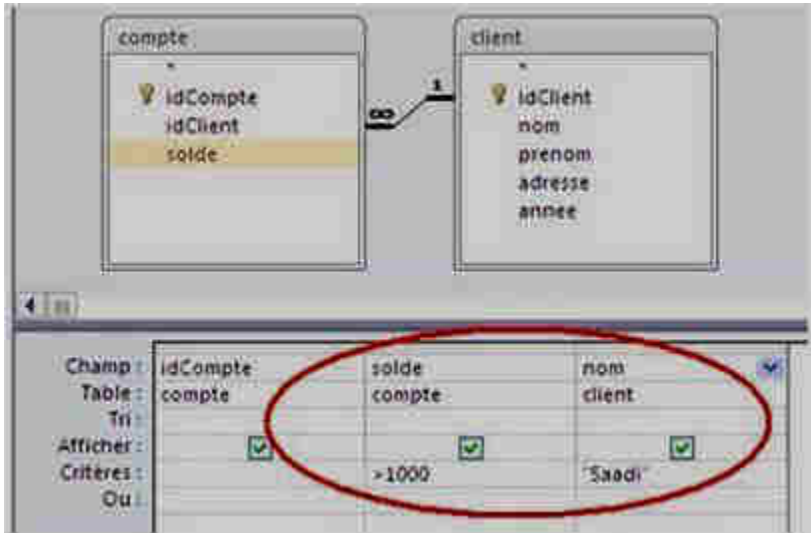 compte
*
idCompte
idClient
solde
∞ 1
client
*
idClient
nom
prenom
adresse
annee
Champ : idCompte solde nom
Table : compte compte client
Tri :
Afficher :
Critères : >1000 "Saadi"
Ou :